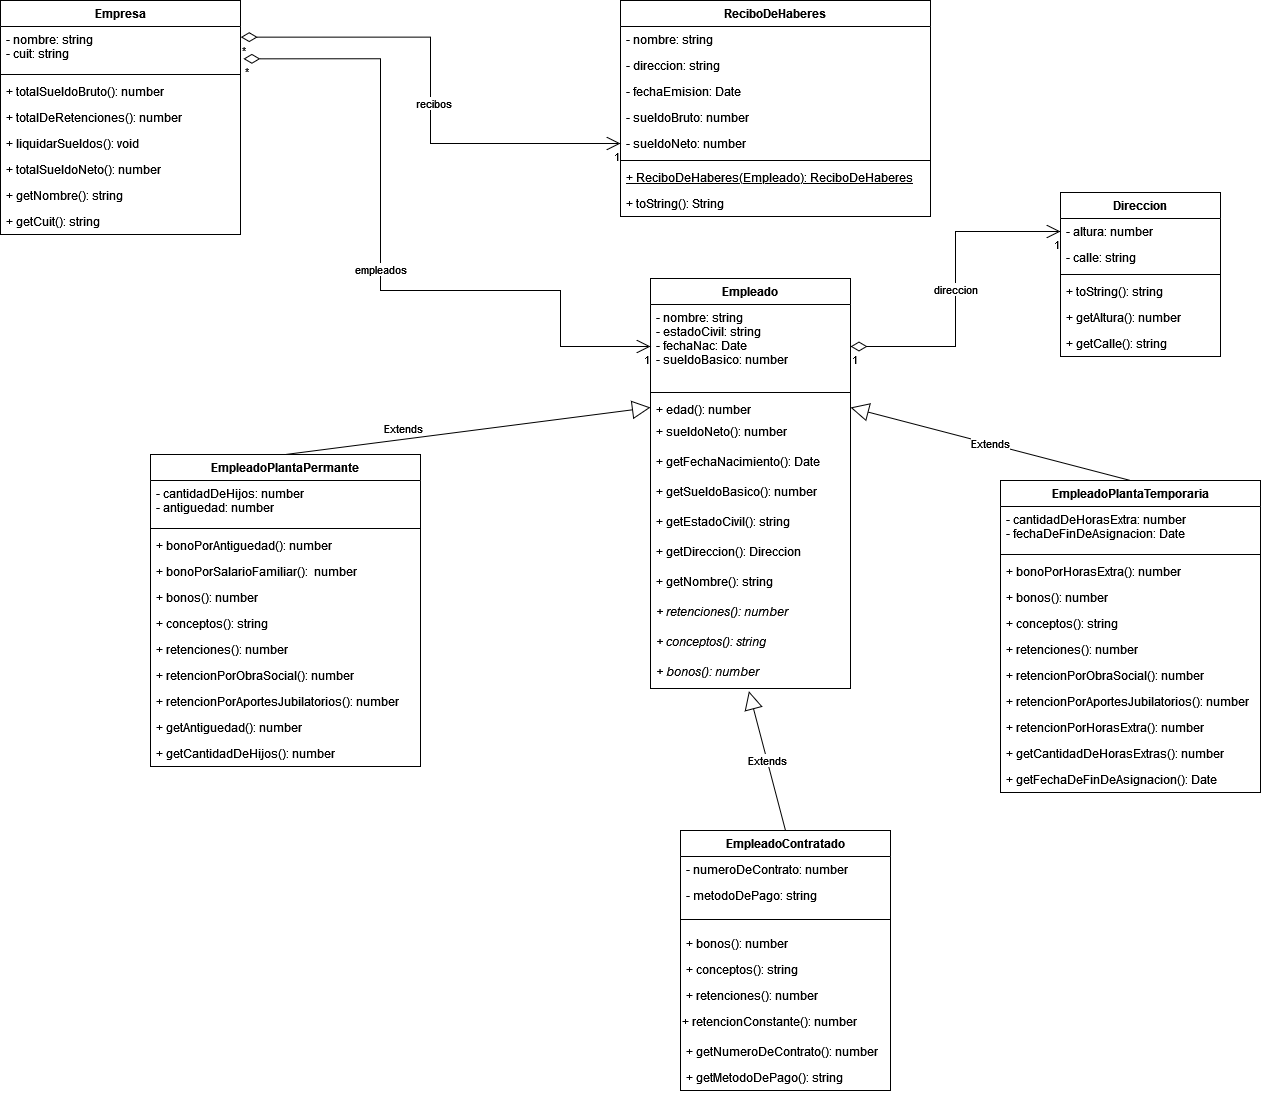 Empresa
- nombre: string
- cuit: string
+ totalSueldoBruto(): number
+ totalDeRetenciones(): number
+ liquidarSueldos(): void
+ totalSueldoNeto(): number
+ getNombre(): string
+ getCuit(): string
*
*
recibos
empleados
1
1
ReciboDeHaberes
- nombre: string
- direccion: string
- fechaEmision: Date
- sueldoBruto: number
- sueldoNeto: number
+ ReciboDeHaberes(Empleado): ReciboDeHaberes
+ toString(): String
Direccion
- altura: number
- calle: string
+ toString(): string
+ getAltura(): number
+ getCalle(): string
1
direccion
1
Empleado
- nombre: string
- estadoCivil: string
- fechaNac: Date
- sueldoBasico: number
+ edad(): number
+ sueldoNeto(): number
+ getFechaNacimiento(): Date
+ getSueldoBasico(): number
+ getEstadoCivil(): string
+ getDireccion(): Direccion
+ getNombre(): string
+ retenciones(): number
+ conceptos(): string
+ bonos(): number
Extends
Extends
Extends
EmpleadoPlantaPermante
- cantidadDeHijos: number
- antiguedad: number
+ bonoPorAntiguedad(): number
+ bonoPorSalarioFamiliar(): number
+ bonos(): number
+ conceptos(): string
+ retenciones(): number
+ retencionPorObraSocial(): number
+ retencionPorAportesJubilatorios(): number
+ getAntiguedad(): number
+ getCantidadDeHijos(): number
EmpleadoPlantaTemporaria
- cantidadDeHorasExtra: number
- fechaDeFinDeAsignacion: Date
+ bonoPorHorasExtra(): number
+ bonos(): number
+ conceptos(): string
+ retenciones(): number
+ retencionPorObraSocial(): number
+ retencionPorAportesJubilatorios(): number
+ retencionPorHorasExtra(): number
+ getCantidadDeHorasExtras(): number
+ getFechaDeFinDeAsignacion(): Date
EmpleadoContratado
- numeroDeContrato: number
- metodoDePago: string
+ bonos(): number
+ conceptos(): string
+ retenciones(): number
+ retencionConstante(): number
+ getNumeroDeContrato(): number
+ getMetodoDePago(): string